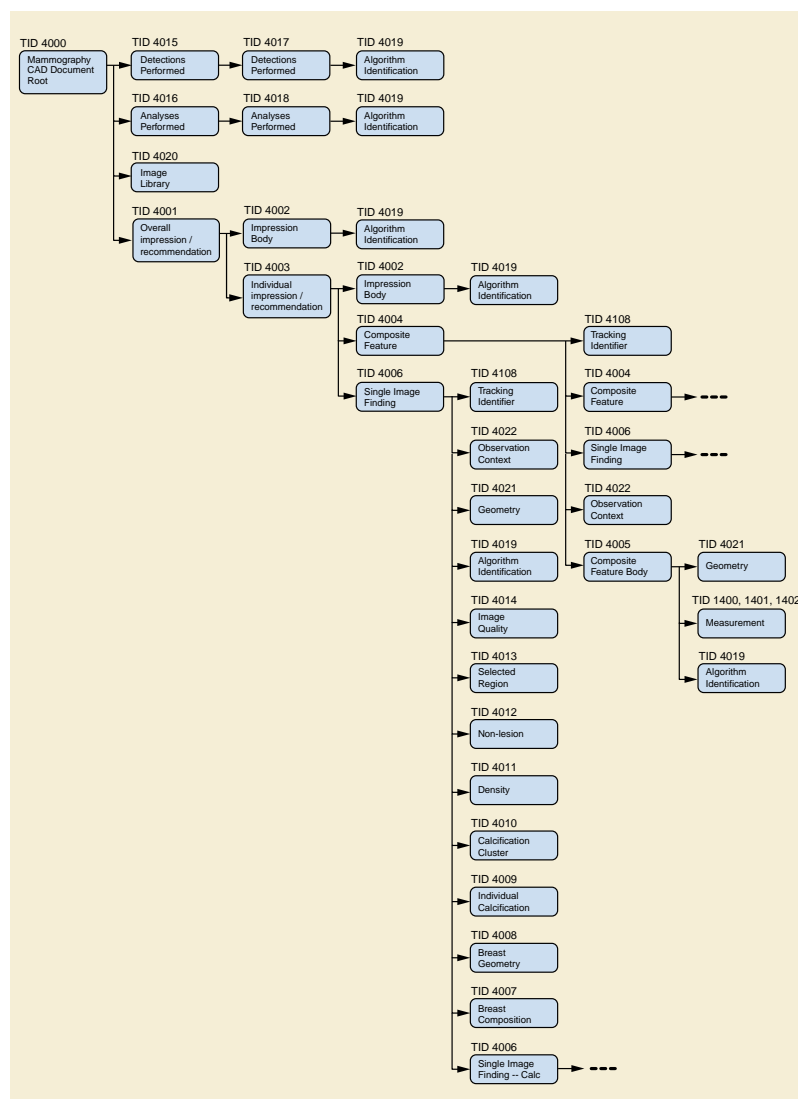 TID 4000
Mammography
CAD Document
Root
TID 4015
Detections
Performed
TID 4017
Detections
Performed
TID 4019
Algorithm
Identification
TID 4016
Analyses
Performed
TID 4018
Analyses
Performed
TID 4019
Algorithm
Identification
TID 4020
Image
Library
TID 4001
Overall
impression /
recommendation
TID 4002
Impression
Body
TID 4019
Algorithm
Identification
TID 4003
Individual
impression /
recommendation
TID 4002
Impression
Body
TID 4019
Algorithm
Identification
TID 4004
Composite
Feature
TID 4108
Tracking
Identifier
TID 4006
Single Image
Finding
TID 4108
Tracking
Identifier
TID 4004
Composite
Feature
TID 4022
Observation
Context
TID 4006
Single Image
Finding
TID 4021
Geometry
TID 4022
Observation
Context
TID 4019
Algorithm
Identification
TID 4005
Composite
Feature Body
TID 4021
Geometry
TID 4014
Image
Quality
TID 1400, 1401, 1402
Measurement
TID 4013
Selected
Region
TID 4019
Algorithm
Identification
TID 4012
Non-lesion
TID 4011
Density
TID 4010
Calcification
Cluster
TID 4009
Individual
Calcification
TID 4008
Breast
Geometry
TID 4007
Breast
Composition
TID 4006
Single Image
Finding -- Calc